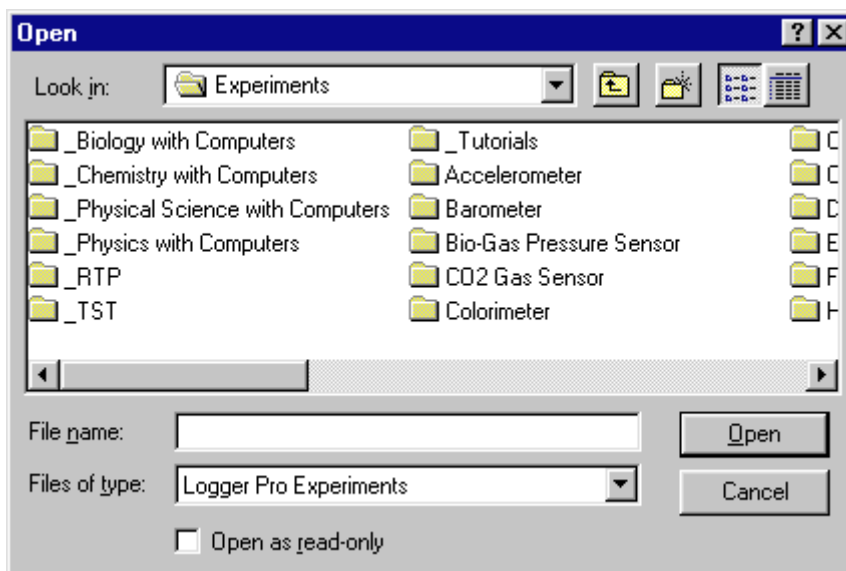 Open
Look in: Experiments
_Biology with Computers
_Chemistry with Computers
_Physical Science with Computers
_Physics with Computers
_RTP
_TST
_Tutorials
Accelerometer
Barometer
Bio-Gas Pressure Sensor
CO2 Gas Sensor
Colorimeter
File name:
Open
Files of type: Logger Pro Experiments
Cancel
Open as read-only